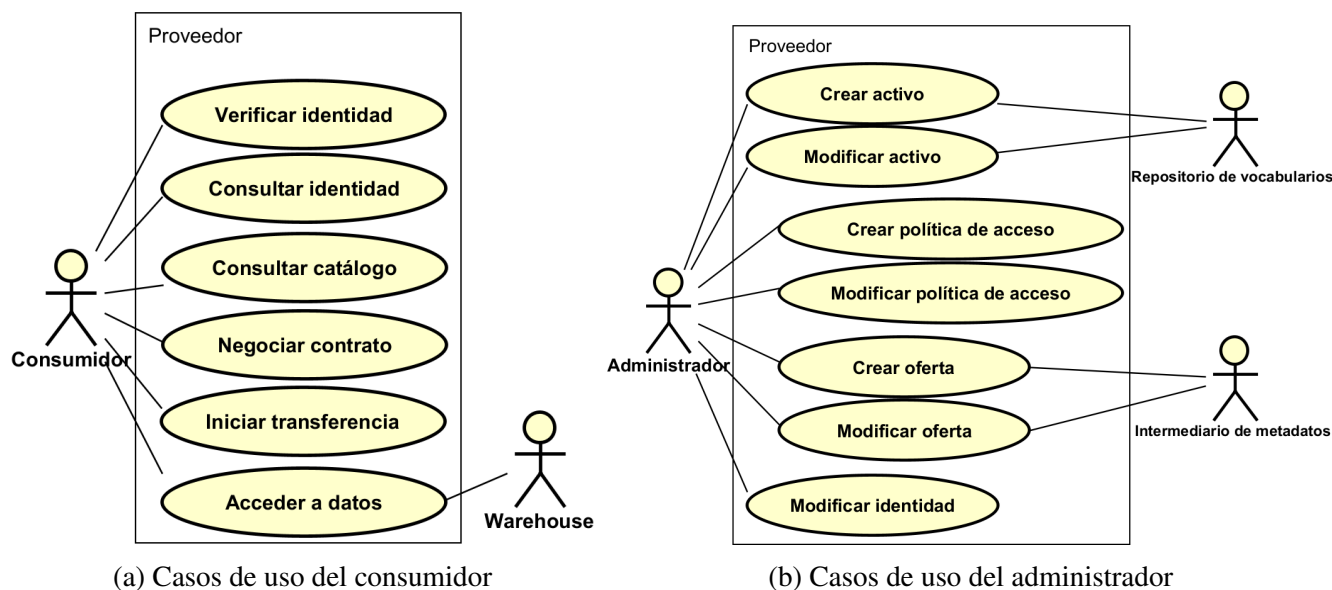 Proveedor
Verificar identidad
Consultar identidad
Consultar catálogo
Negociar contrato
Iniciar transferencia
Acceder a datos
Consumidor
Warehouse
(a) Casos de uso del consumidor
Proveedor
Crear activo
Modificar activo
Crear política de acceso
Modificar política de acceso
Crear oferta
Modificar oferta
Modificar identidad
Administrador
Repositorio de vocabularios
Intermediario de metadatos
(b) Casos de uso del administrador